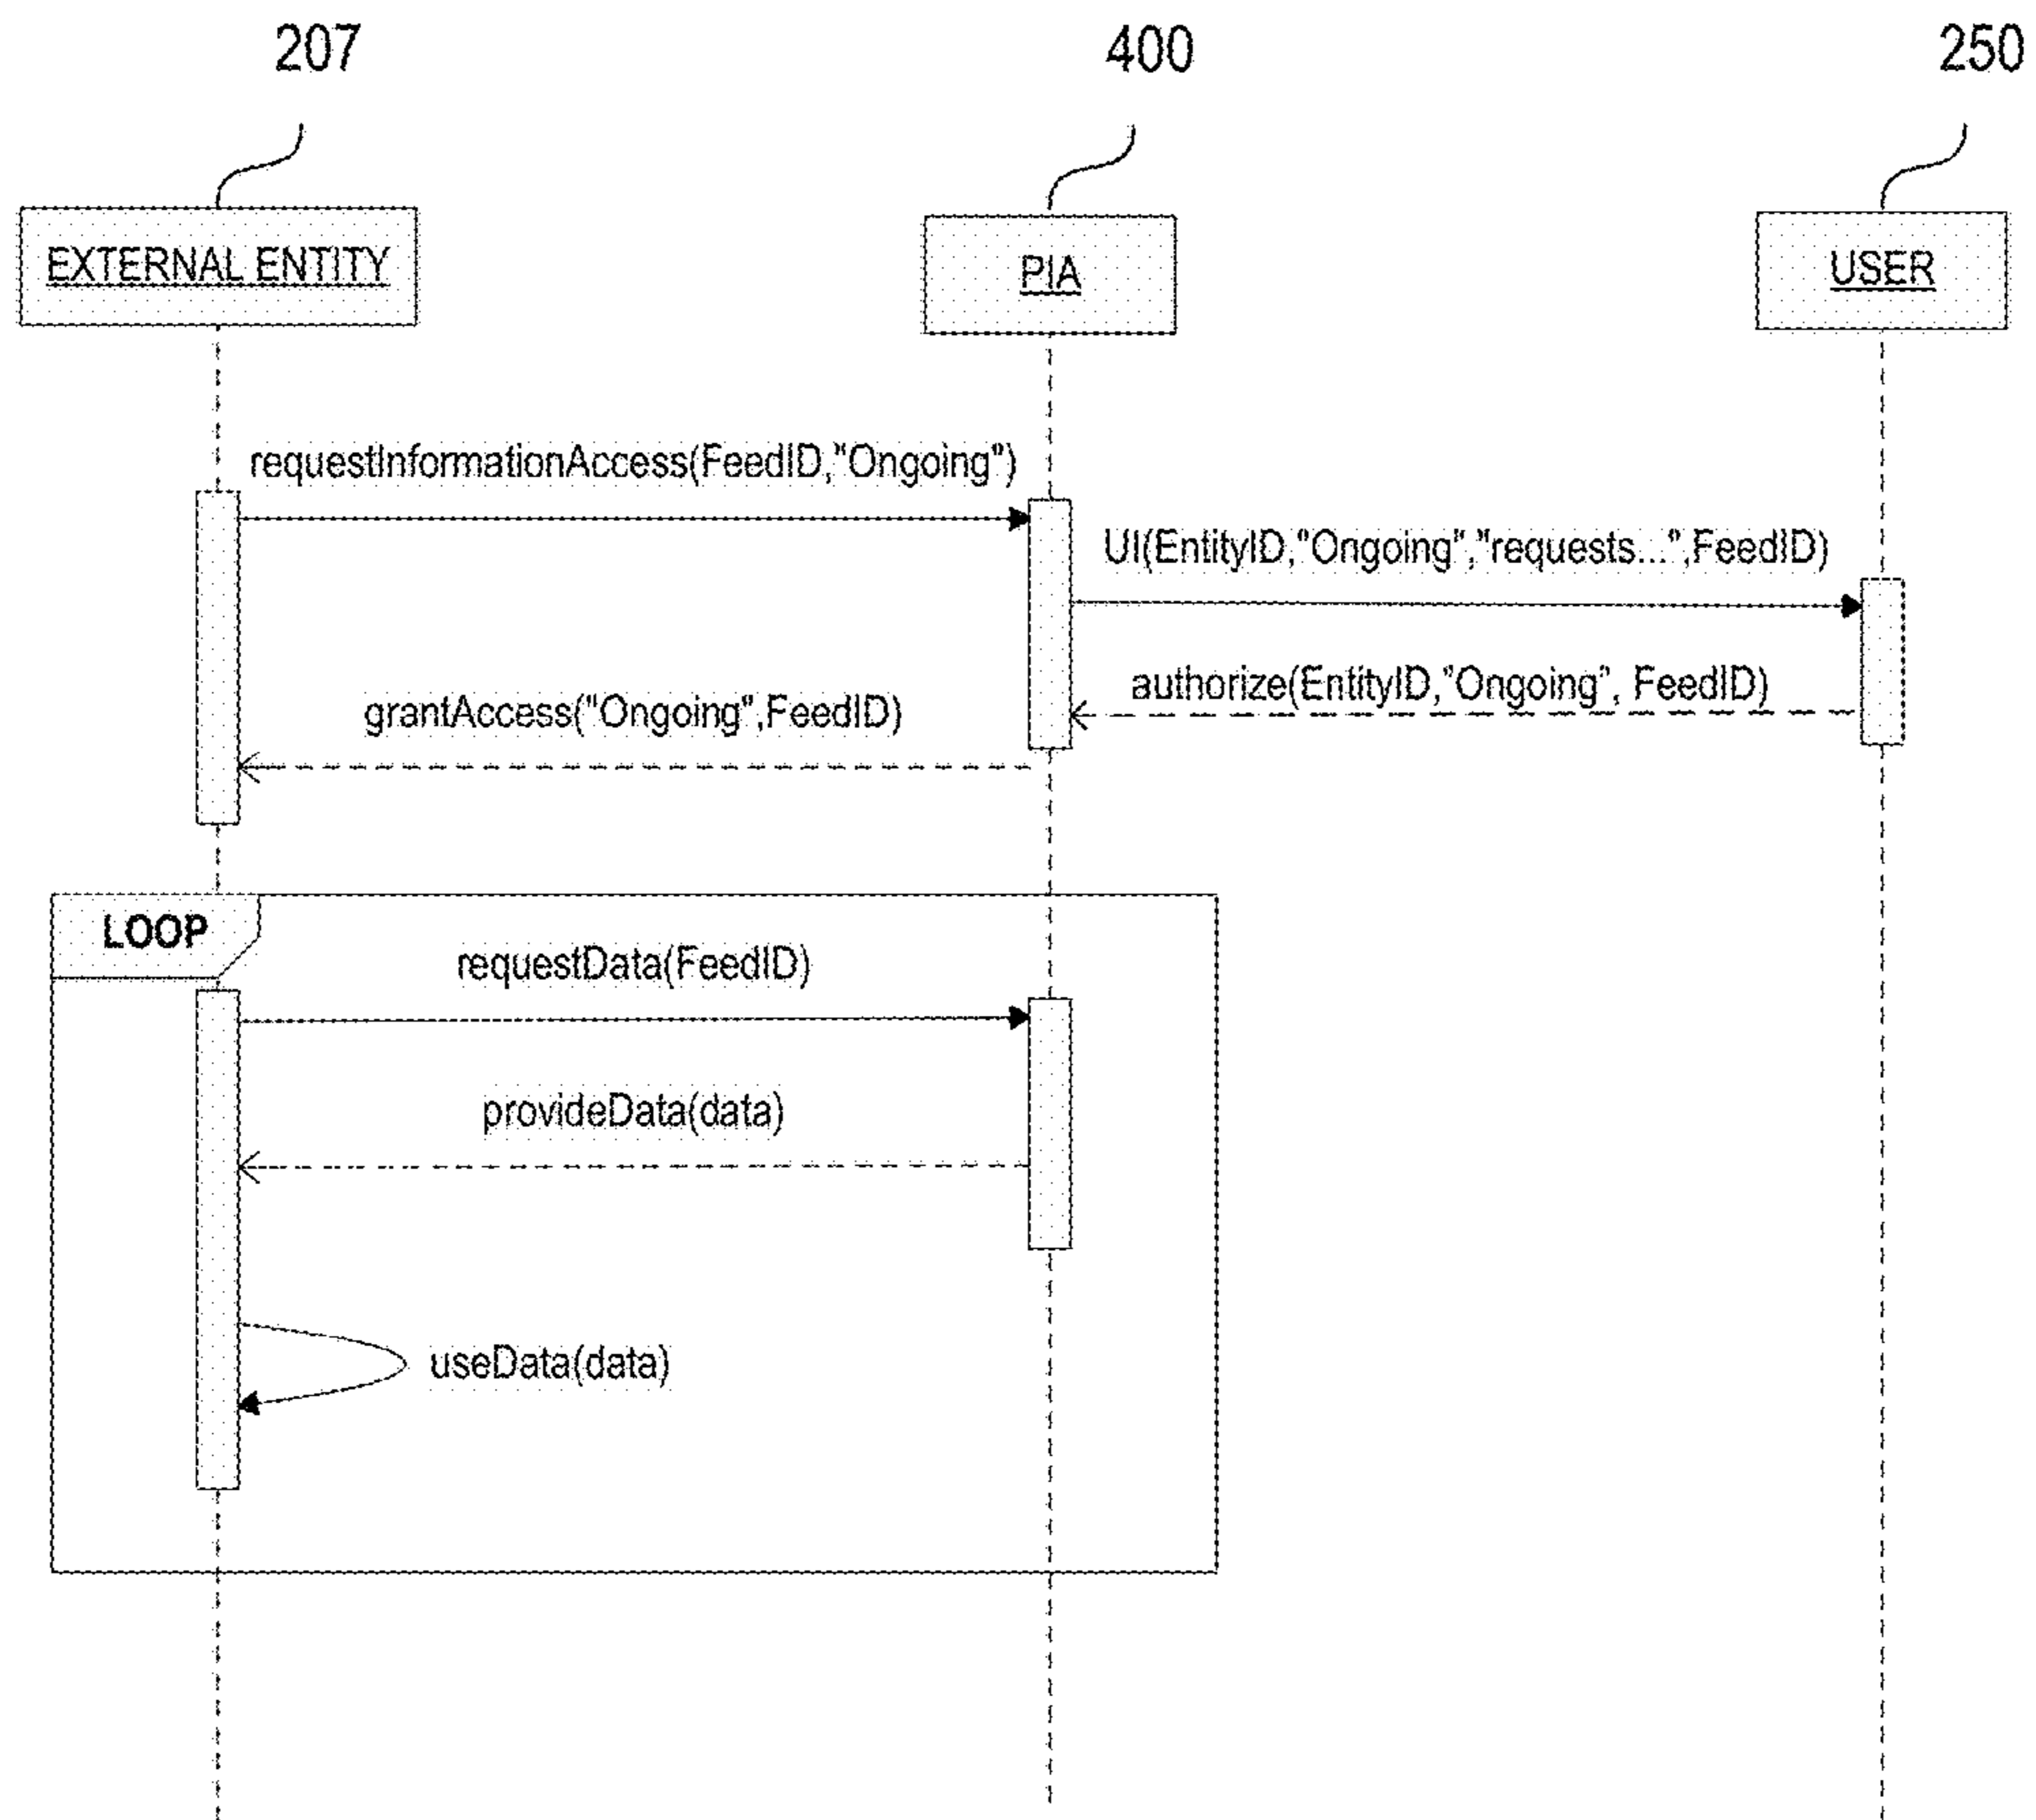 207
400
250
EXTERNAL ENTITY
PIA
USER
requestInformationAccess(FeedID,"Ongoing")
UI(EntityID,"Ongoing","requests...",FeedID)
authorize(EntityID,"Ongoing", FeedID)
grantAccess("Ongoing",FeedID)
LOOP
requestData(FeedID)
provideData(data)
useData(data)